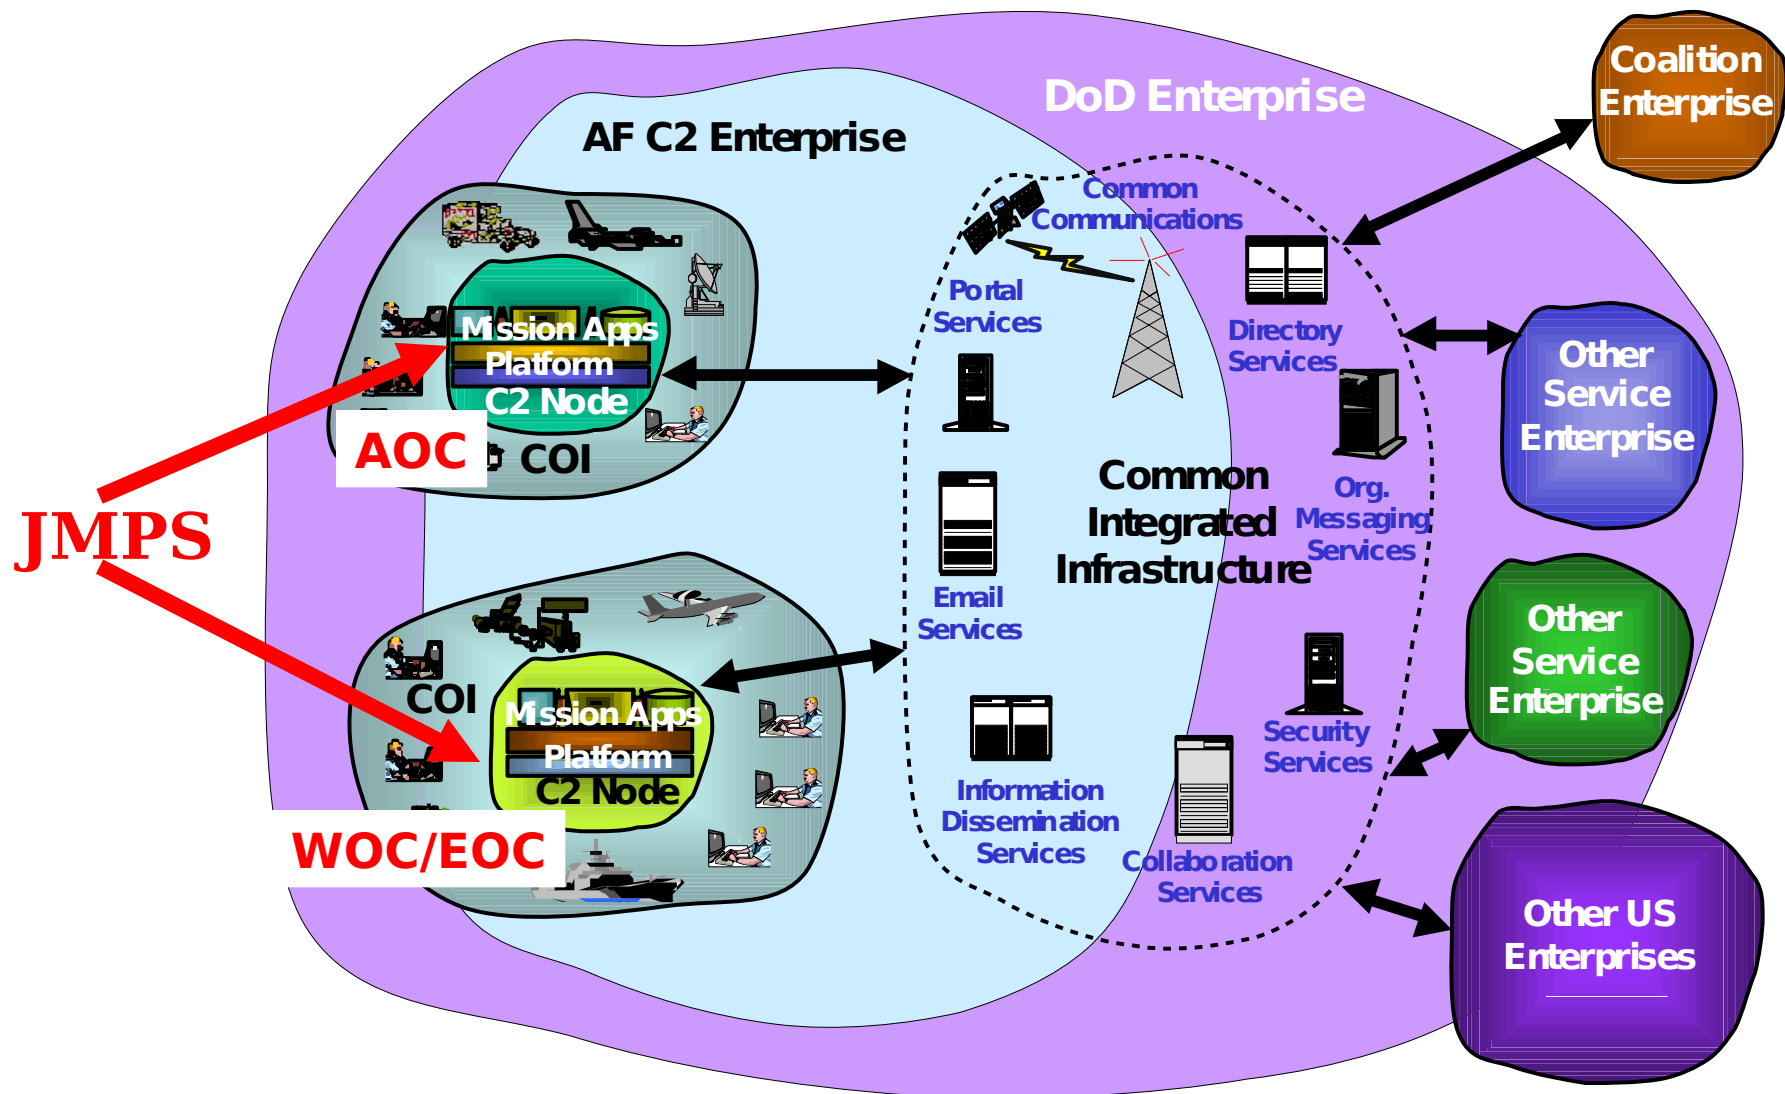 Coalition
Enterprise
DoD Enterprise
AF C2 Enterprise
Common
Communications
Portal
Services
Directory
Services
Mission Apps
Platform
C2 Node
AOC
COI
Other
Service
Enterprise
Common
Integrated
Infrastructure
Org.
Messaging
Services
JMPS
Email
Services
Other
Service
Enterprise
COI
Mission Apps
Platform
C2 Node
WOC/EOC
Security
Services
Information
Dissemination
Services
Collaboration
Services
Other US
Enterprises